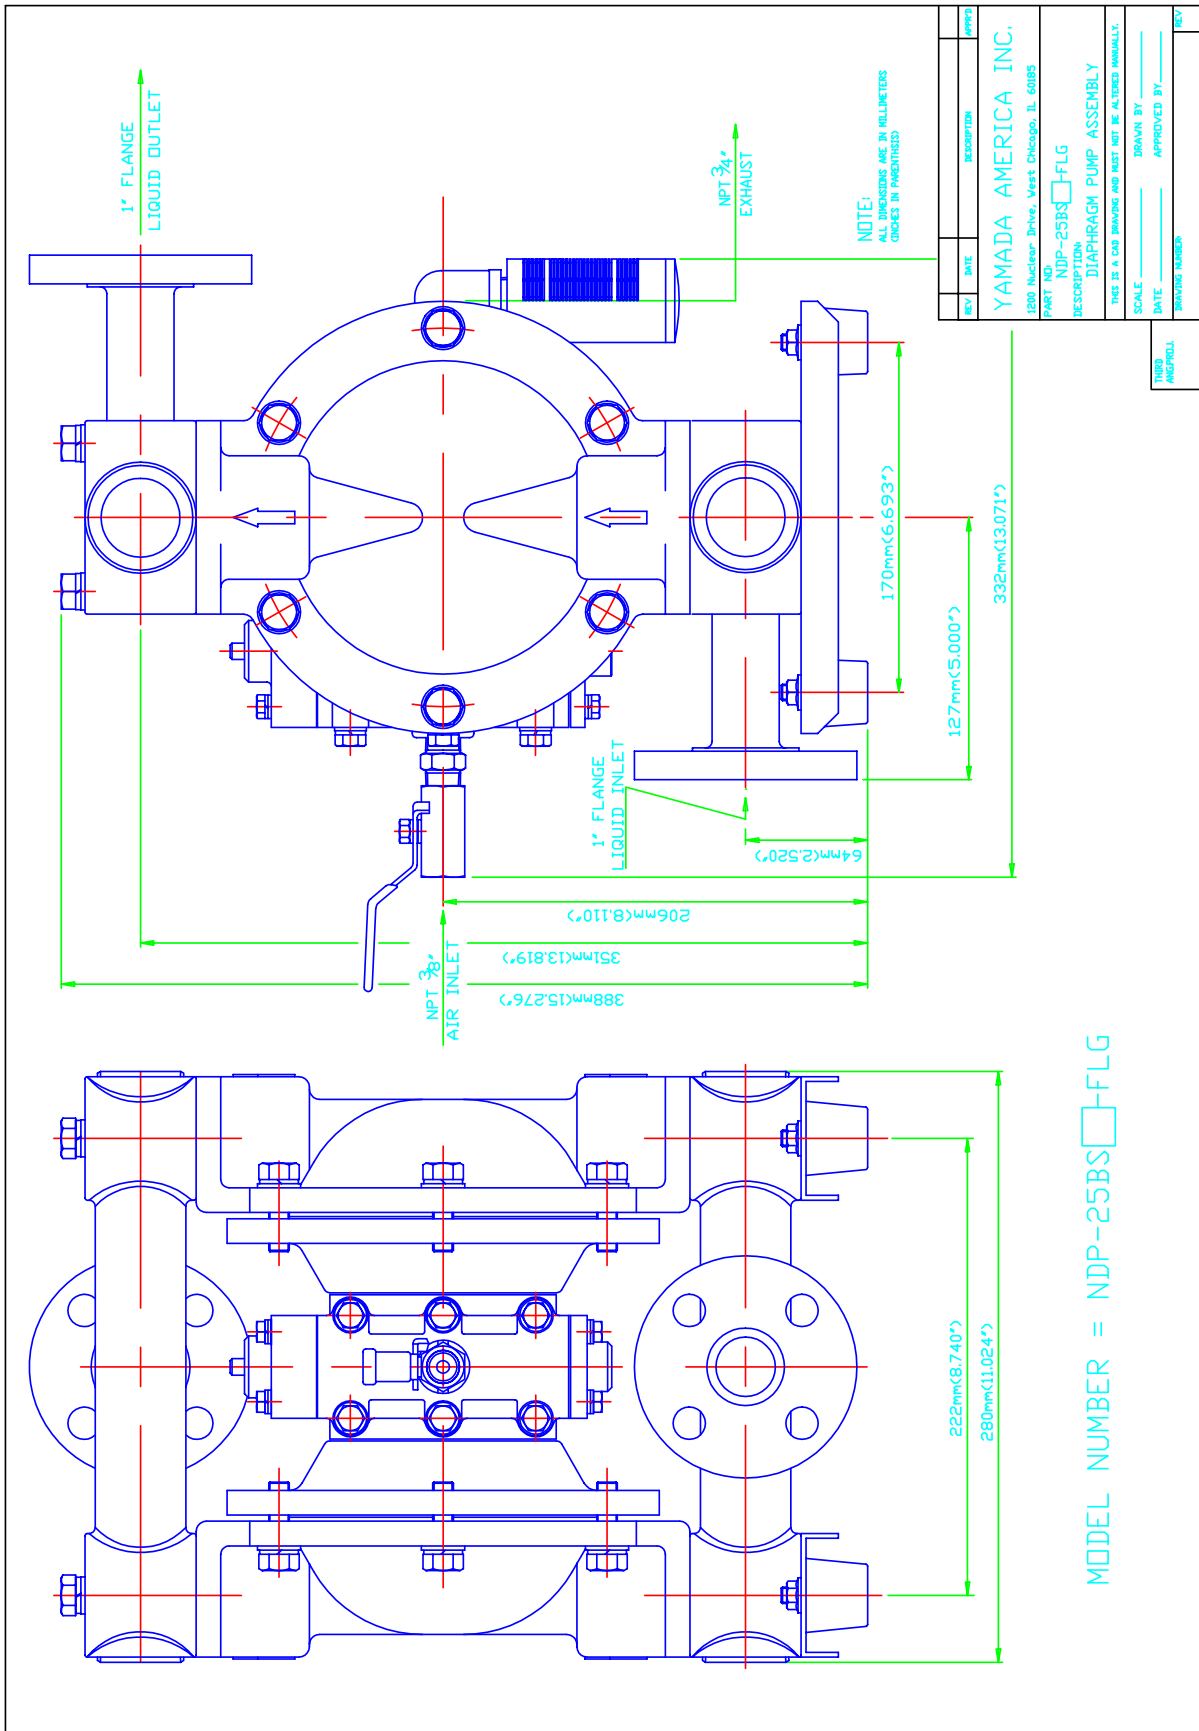 1" FLANGE
LIQUID OUTLET
NPT 3/4"
EXHAUST
NOTE:
ALL DIMENSIONS ARE IN MILLIMETERS
(INCHES IN PARENTHSIS)
1" FLANGE
LIQUID INLET
NPT 3/8"
AIR INLET
170mm(6.693")
127mm(5.000")
332mm(13.071")
64mm(2.520")
206mm(8.110")
351mm(13.819")
388mm(15.276")
222mm(8.740")
280mm(11.024")
MODEL NUMBER = NDP-25BS□-FLG
REV DATE DESCRIPTION APPR'D
YAMADA AMERICA INC.
1200 Nuclear Drive, West Chicago, IL 60185
PART NO:
NDP-25BS□-FLG
DESCRIPTION:
DIAPHRAGM PUMP ASSEMBLY
THIS IS A CAD DRAWING AND MUST NOT BE ALTERED MANUALLY.
SCALE DRAWN BY
DATE APPROVED BY
DRAWING NUMBER: REV
THIRD
ANG.PROJ.